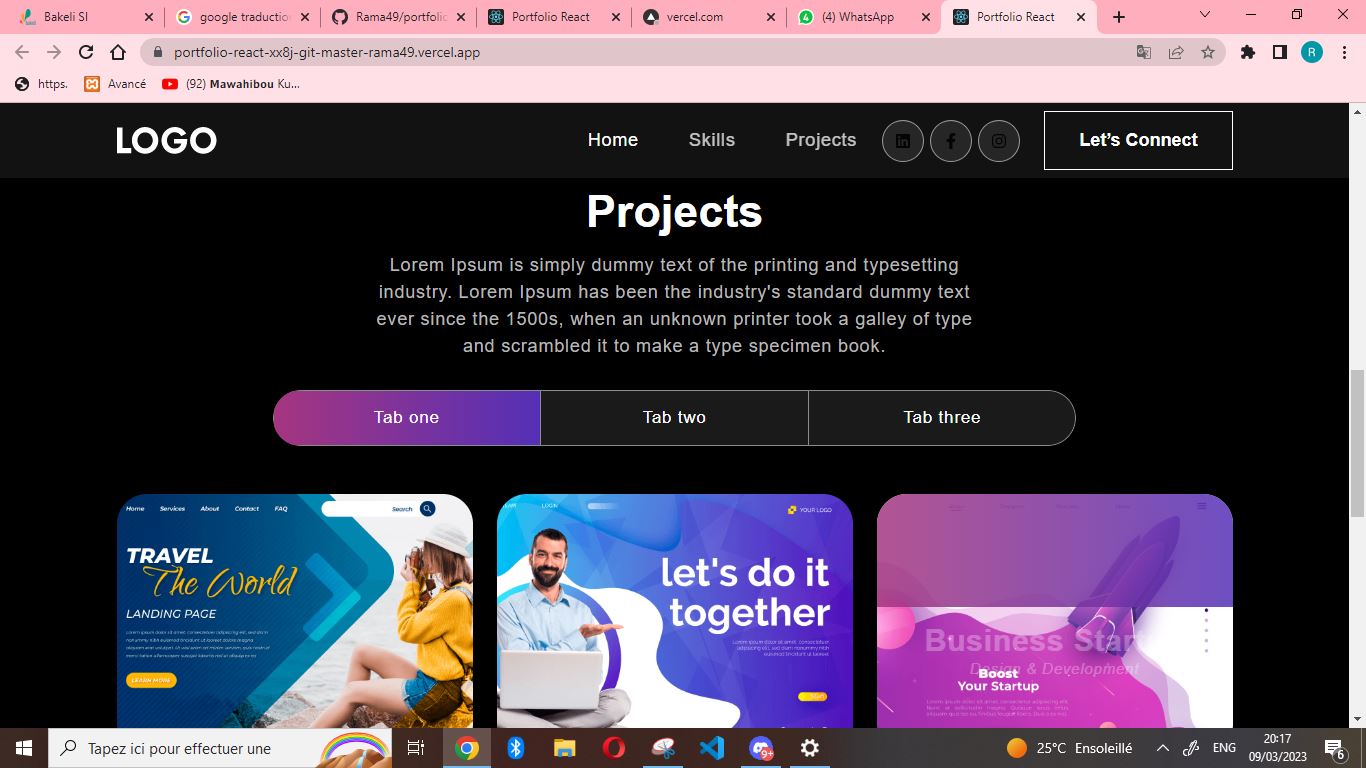 Bakeli SI
google traduction
Rama49/portfolio
Portfolio React
vercel.com
(4) WhatsApp
Portfolio React
portfolio-react-xx8j-git-master-rama49.vercel.app
R
https.
Avancé
(92) Mawahibou Ku...
LOGO
Home
Skills
Projects
Let's Connect
Projects
Lorem Ipsum is simply dummy text of the printing and typesetting
industry. Lorem Ipsum has been the industry's standard dummy text
ever since the 1500s, when an unknown printer took a galley of type
and scrambled it to make a type specimen book.
Tab one
Tab two
Tab three
Home Services About Contact FAQ
Search
TRAVEL
The World
LANDING PAGE
LEARN MORE
LOGIN
YOUR LOGO
let's do it
together
Business Start
Design & Development
Boost
Your Startup
Tapez ici pour effectuer une
9+
25°C Ensoleillé
ENG
20:17
09/03/2023
6